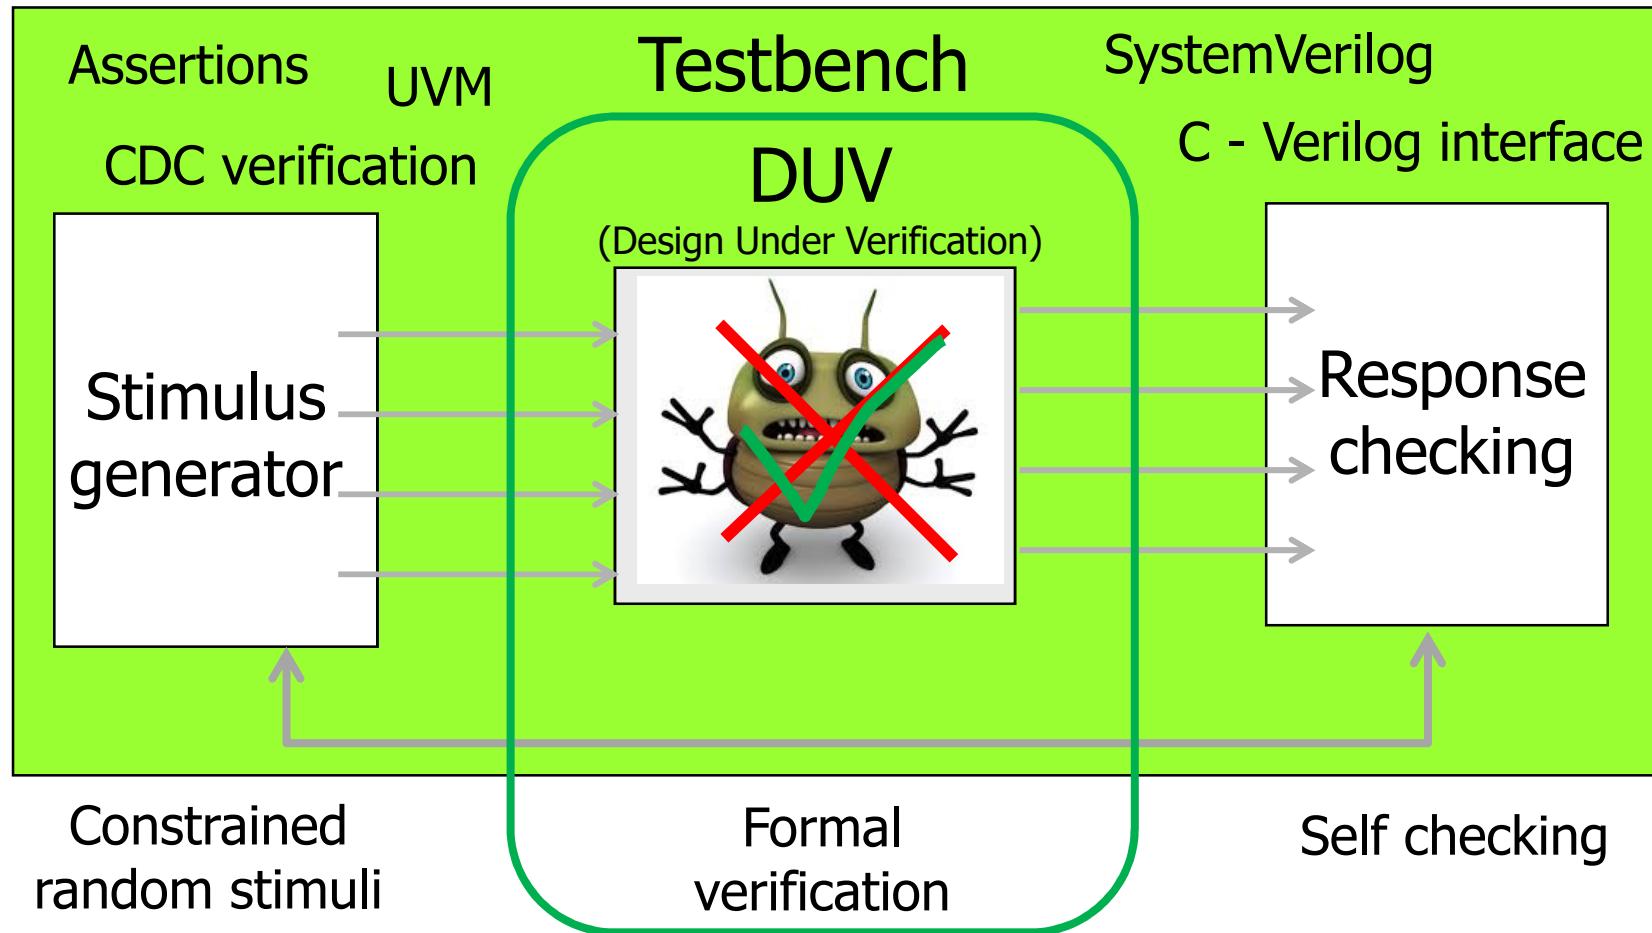 Assertions
UVM
Testbench
SystemVerilog
CDC verification
C - Verilog interface
DUV
(Design Under Verification)
Stimulus
generator
Response
checking
Constrained
random stimuli
Formal
verification
Self checking